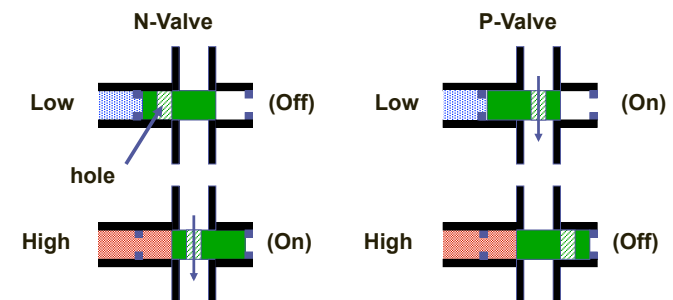 N-Valve
P-Valve
Low
(Off)
Low
(On)
hole
High
(On)
High
(Off)